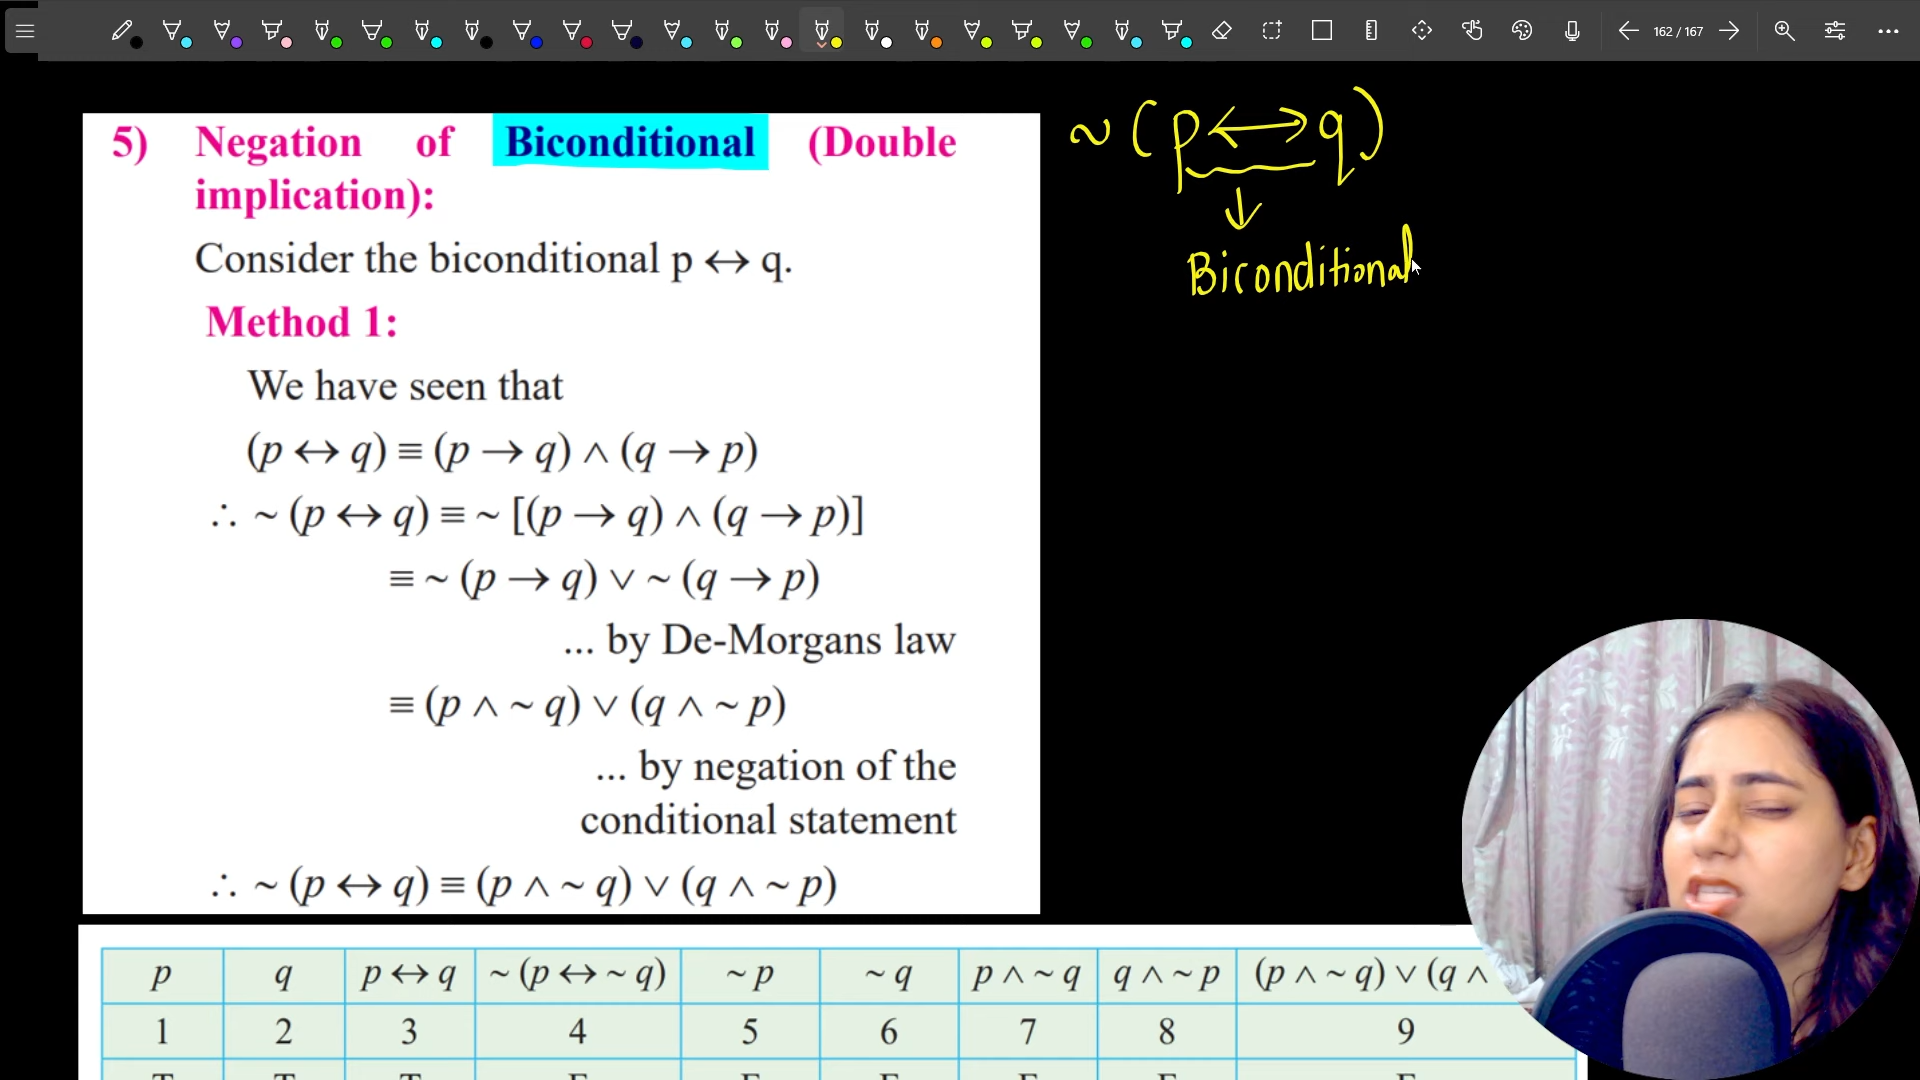 162 / 167
5) Negation of Biconditional (Double
implication):
Consider the biconditional p ↔ q.
Method 1:
We have seen that
(p ↔ q) ≡ (p → q) ∧ (q → p)
∴ ~ (p ↔ q) ≡ ~ [(p → q) ∧ (q → p)]
≡ ~ (p → q) ∨ ~ (q → p)
... by De-Morgans law
≡ (p ∧ ~ q) ∨ (q ∧ ~ p)
... by negation of the
conditional statement
∴ ~ (p ↔ q) ≡ (p ∧ ~ q) ∨ (q ∧ ~ p)
~ (p ↔ q)
↓
Biconditional
p q p ↔ q ~ (p ↔ ~ q) ~ p ~ q p ∧ ~ q q ∧ ~ p (p ∧ ~ q) ∨ (q ∧
1 2 3 4 5 6 7 8 9